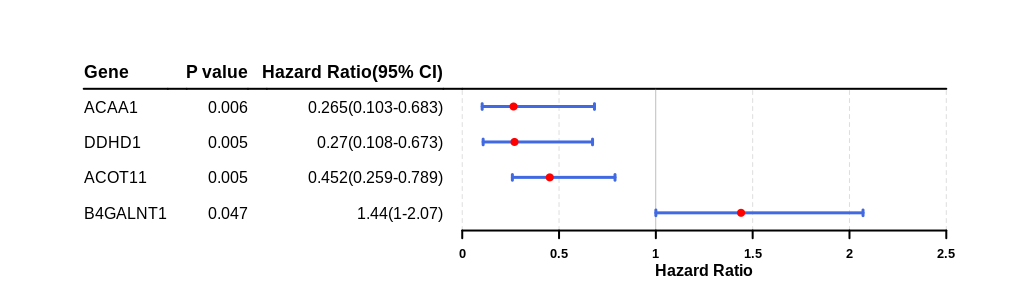 Gene P value Hazard Ratio(95% CI)
ACAA1 0.006 0.265(0.103-0.683)
DDHD1 0.005 0.27(0.108-0.673)
ACOT11 0.005 0.452(0.259-0.789)
B4GALNT1 0.047 1.44(1-2.07)
0 0.5 1 1.5 2 2.5
Hazard Ratio